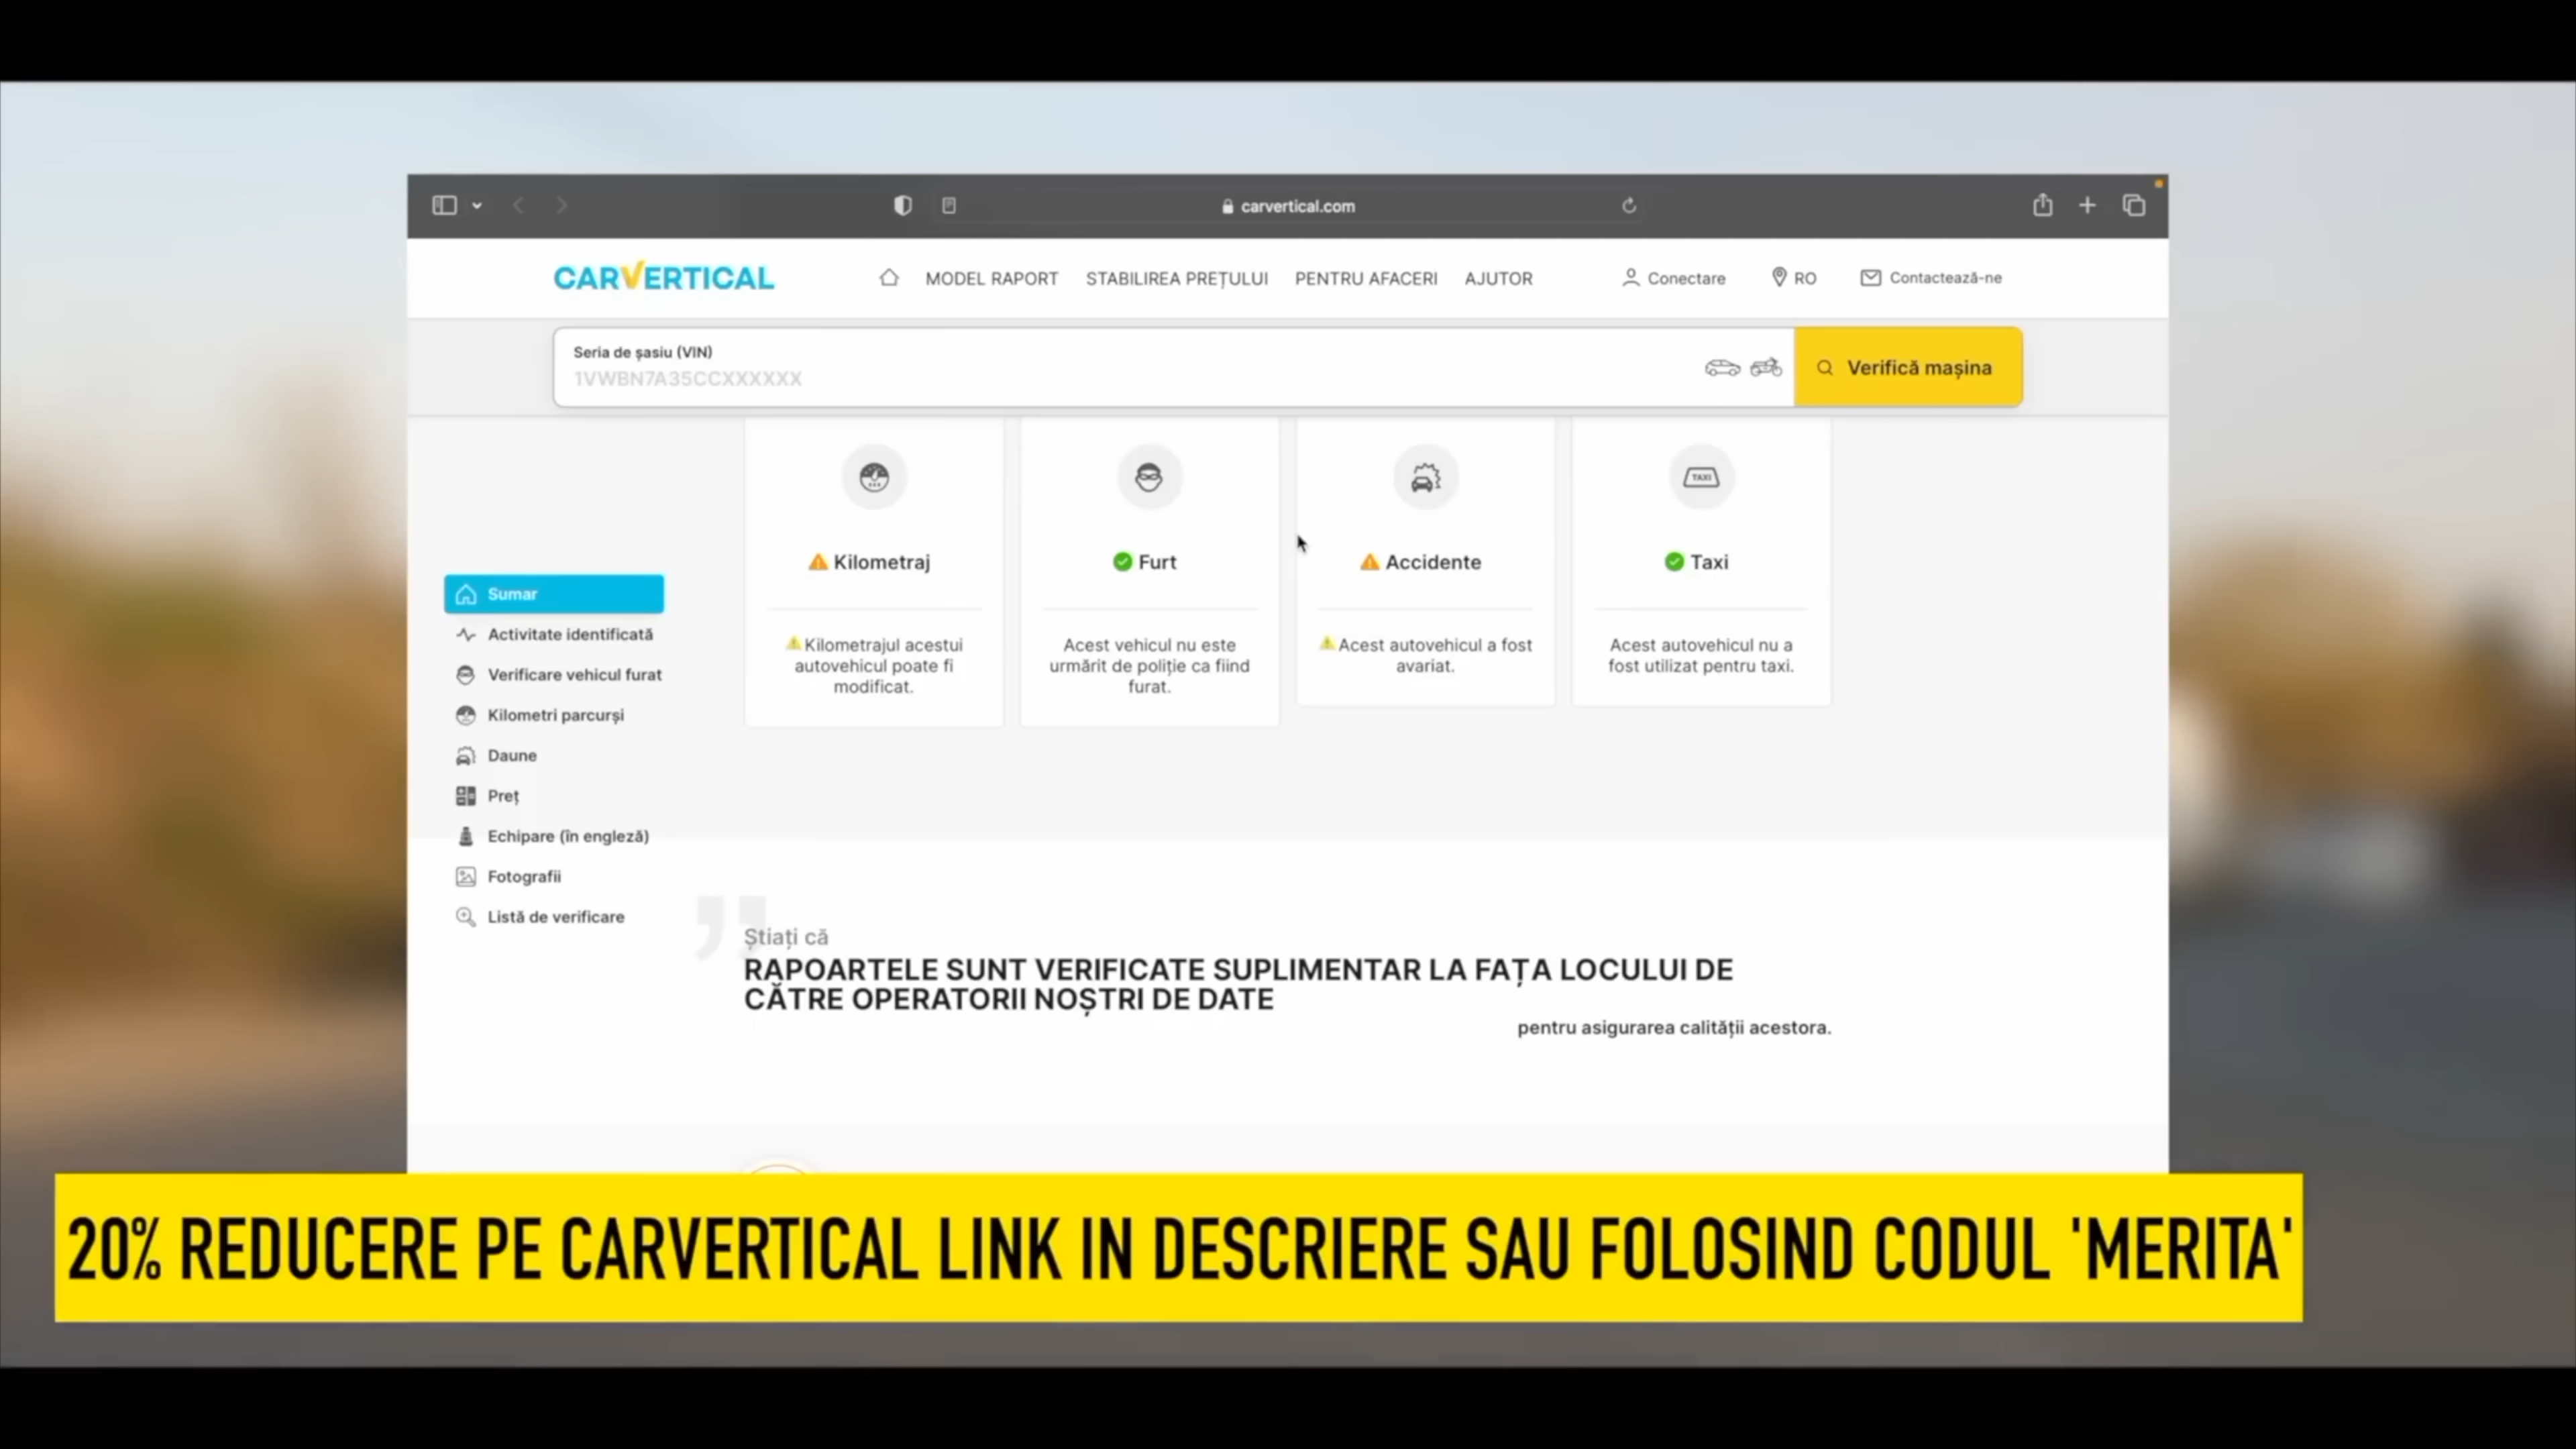 carvertical.com
CARVERTICAL
MODEL RAPORT
STABILIREA PREȚULUI
PENTRU AFACERI
AJUTOR
Conectare
RO
Contactează-ne
Seria de șasiu (VIN)
1VWBN7A35CCXXXXXX
Verifică mașina
Sumar
Activitate identificată
Verificare vehicul furat
Kilometri parcurși
Daune
Preț
Echipare (în engleză)
Fotografii
Listă de verificare
Kilometraj
Kilometrajul acestui
autovehicul poate fi
modificat.
Furt
Acest vehicul nu este
urmărit de poliție ca fiind
furat.
Accidente
Acest autovehicul a fost
avariat.
TAXI
Taxi
Acest autovehicul nu a
fost utilizat pentru taxi.
Știați că
RAPOARTELE SUNT VERIFICATE SUPLIMENTAR LA FAȚA LOCULUI DE
CĂTRE OPERATORII NOȘTRI DE DATE
pentru asigurarea calității acestora.
20% REDUCERE PE CARVERTICAL LINK IN DESCRIERE SAU FOLOSIND CODUL 'MERITA'